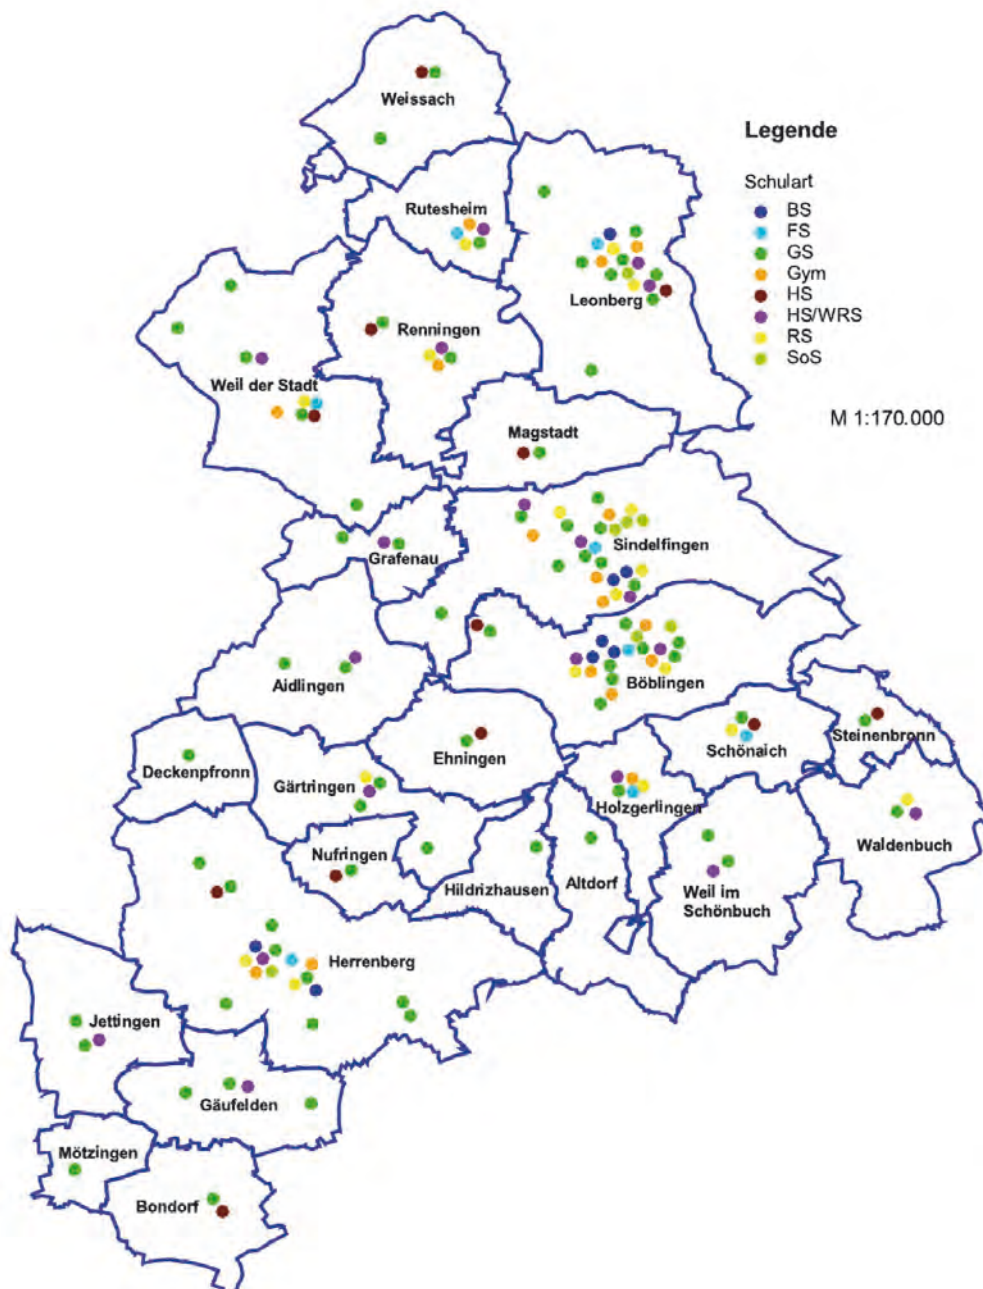 Weissach
Legende
Schulart
BS
FS
GS
Gym
HS
HS/WRS
RS
SoS
M 1:170.000
Rutesheim
Leonberg
Renningen
Weil der Stadt
Magstadt
Sindelfingen
Grafenau
Aidlingen
Böblingen
Schönaich
Steinenbronn
Ehningen
Deckenpfronn
Gärtringen
Holzgerlingen
Waldenbuch
Nufringen
Hildrizhausen
Altdorf
Weil im
Schönbuch
Herrenberg
Jettingen
Gäufelden
Mötzingen
Bondorf